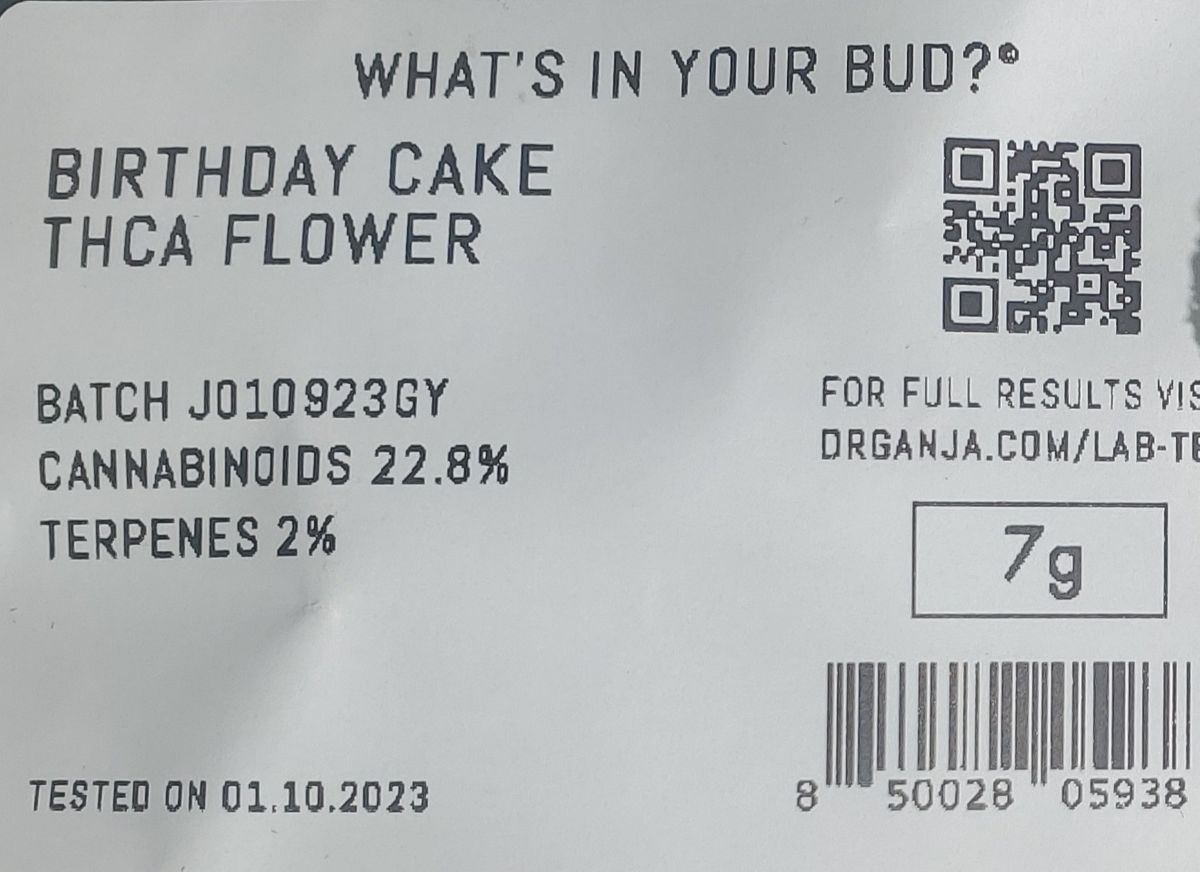 WHAT'S IN YOUR BUD?©
BIRTHDAY CAKE
THCA FLOWER
BATCH J010923GY
CANNABINOIDS 22.8%
TERPENES 2%
FOR FULL RESULTS
DRGANJA.COM/LAB-TE
7g
TESTED ON 01.10.2023
8 50028 05938